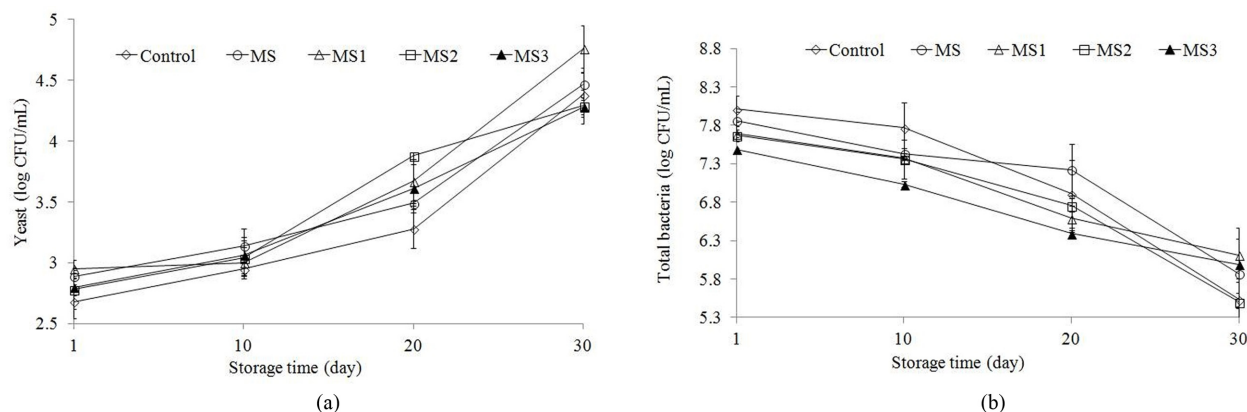 5
4.5
4
3.5
3
2.5
Yeast (log CFU/mL)
Control MS MS1 MS2 MS3
1 10 20 30
Storage time (day)
(a)
8.8
8.3
7.8
7.3
6.8
6.3
5.8
5.3
Total bacteria (log CFU/mL)
Control MS MS1 MS2 MS3
1 10 20 30
Storage time (day)
(b)